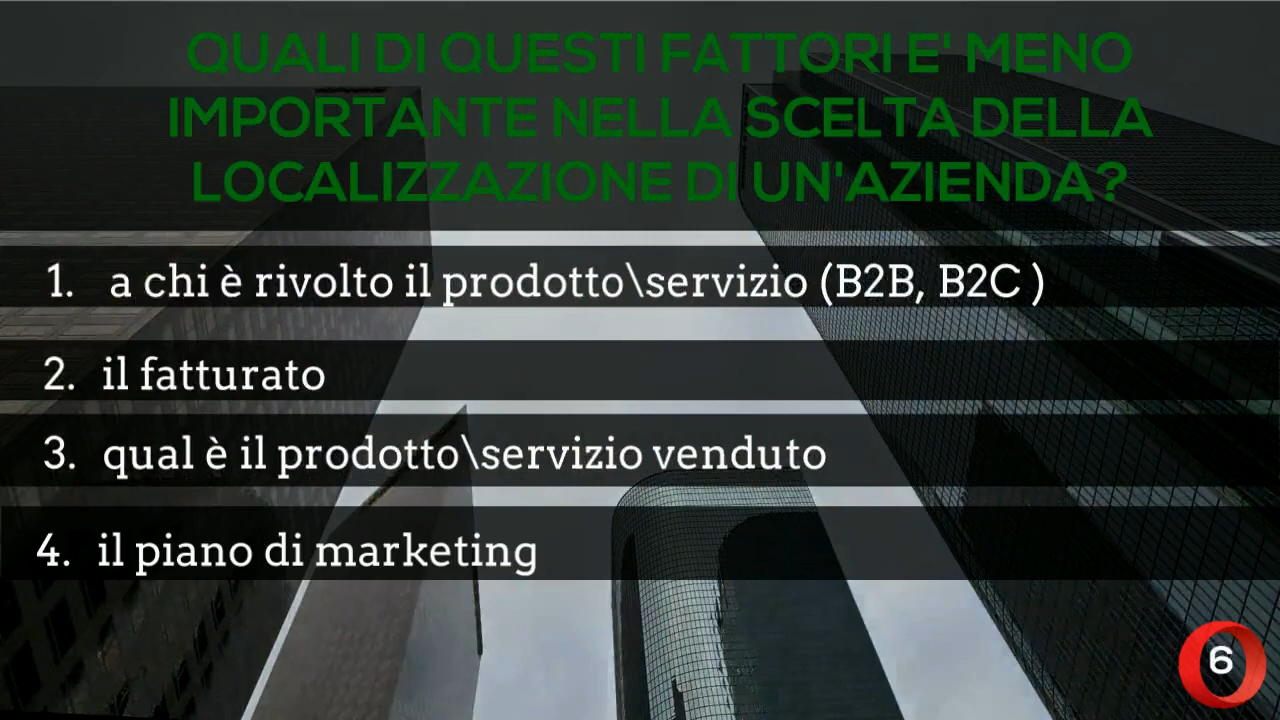 QUALI DI QUESTI FATTORI E' MENO
IMPORTANTE NELLA SCELTA DELLA
LOCALIZZAZIONE DI UN'AZIENDA?
1. a chi è rivolto il prodotto\servizio (B2B, B2C )
2. il fatturato
3. qual è il prodotto\servizio venduto
4. il piano di marketing
6